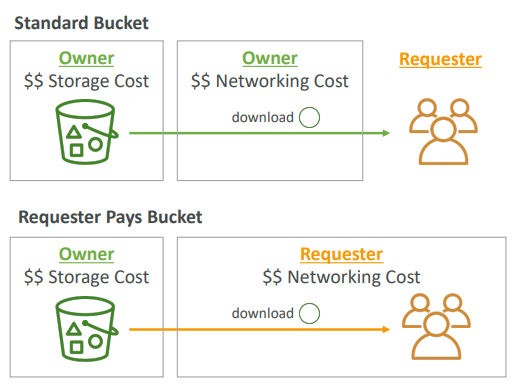 Standard Bucket
Owner
$$ Storage Cost
Owner
$$ Networking Cost
download
Requester
Requester Pays Bucket
Owner
$$ Storage Cost
Requester
$$ Networking Cost
download